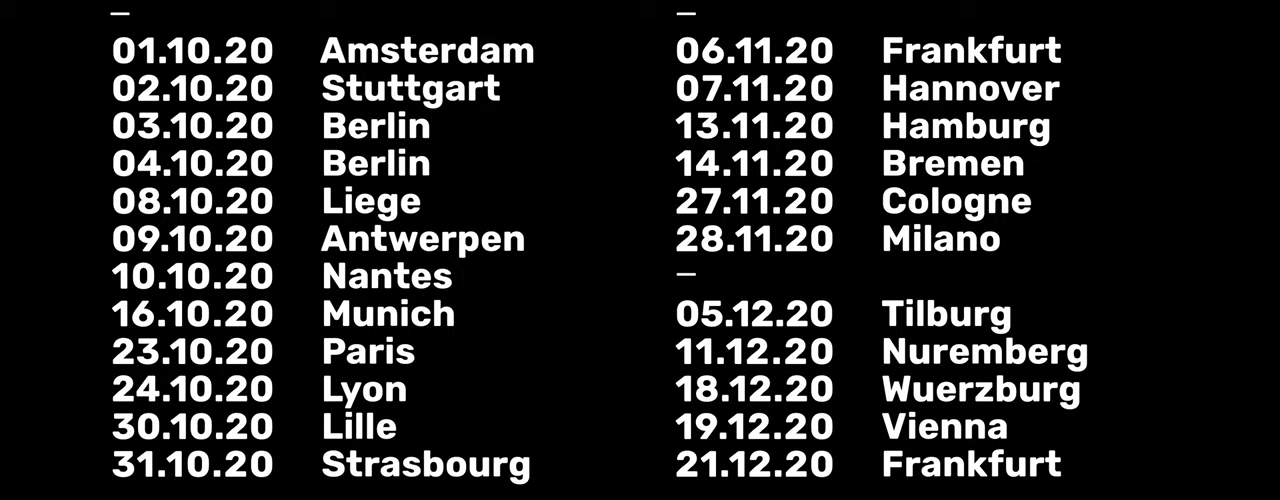 –
01.10.20 Amsterdam
02.10.20 Stuttgart
03.10.20 Berlin
04.10.20 Berlin
08.10.20 Liege
09.10.20 Antwerpen
10.10.20 Nantes
16.10.20 Munich
23.10.20 Paris
24.10.20 Lyon
30.10.20 Lille
31.10.20 Strasbourg
–
06.11.20 Frankfurt
07.11.20 Hannover
13.11.20 Hamburg
14.11.20 Bremen
27.11.20 Cologne
28.11.20 Milano
–
05.12.20 Tilburg
11.12.20 Nuremberg
18.12.20 Wuerzburg
19.12.20 Vienna
21.12.20 Frankfurt